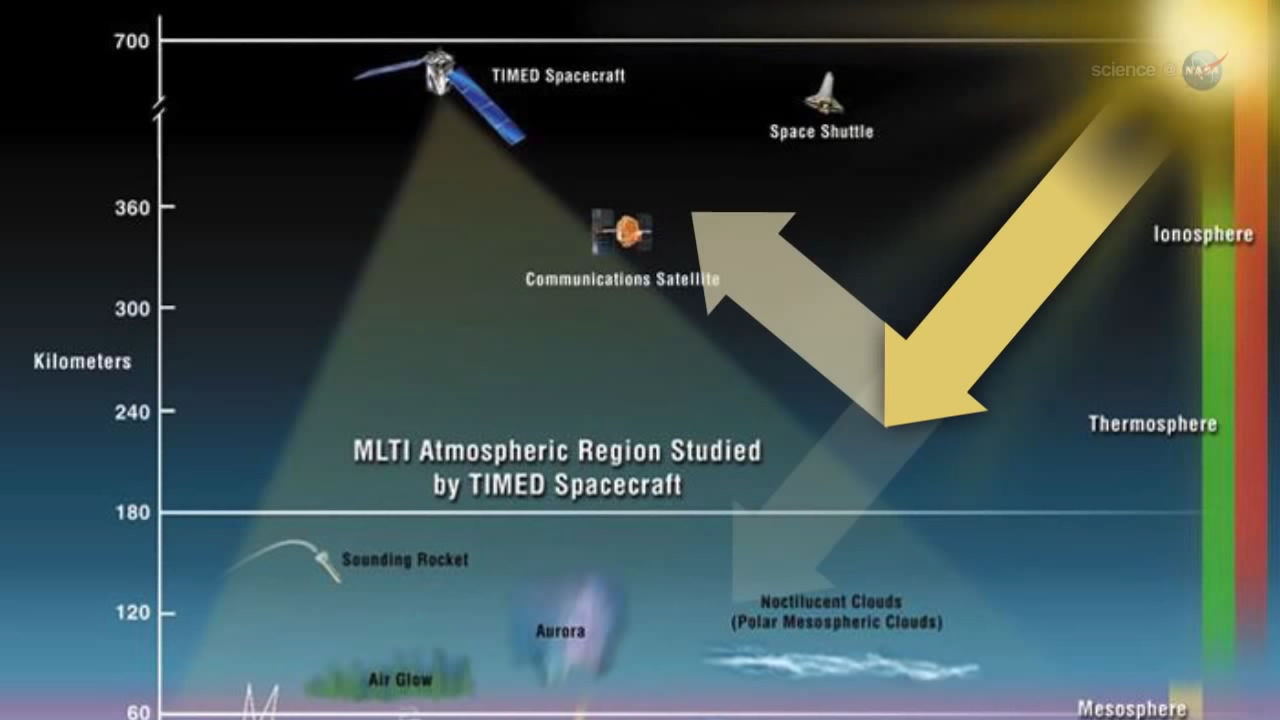 700
TIMED Spacecraft
science @ NASA
Space Shuttle
360
Ionosphere
Communications Satellite
300
Kilometers
240
Thermosphere
MLTI Atmospheric Region Studied
by TIMED Spacecraft
180
Sounding Rocket
120
Noctilucent Clouds
(Polar Mesospheric Clouds)
Aurora
Air Glow
60
Mesosphere